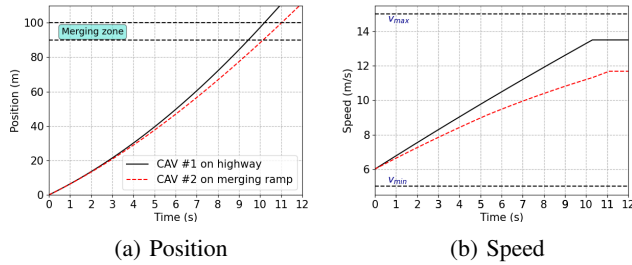 100
80
60
40
20
0
Position (m)
Merging zone
CAV #1 on highway
CAV #2 on merging ramp
0 1 2 3 4 5 6 7 8 9 10 11 12
Time (s)
(a) Position
14
12
10
8
6
Speed (m/s)
v_max
v_min
0 1 2 3 4 5 6 7 8 9 10 11 12
Time (s)
(b) Speed